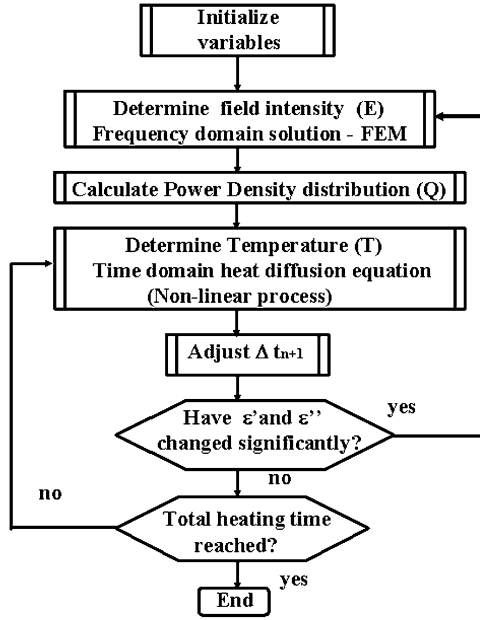 Initialize
variables
Determine field intensity (E)
Frequency domain solution - FEM
Calculate Power Density distribution (Q)
Determine Temperature (T)
Time domain heat diffusion equation
(Non-linear process)
Adjust Δ tn+1
Have ε’and ε’’
changed significantly?
yes
no
no
Total heating time
reached?
yes
End